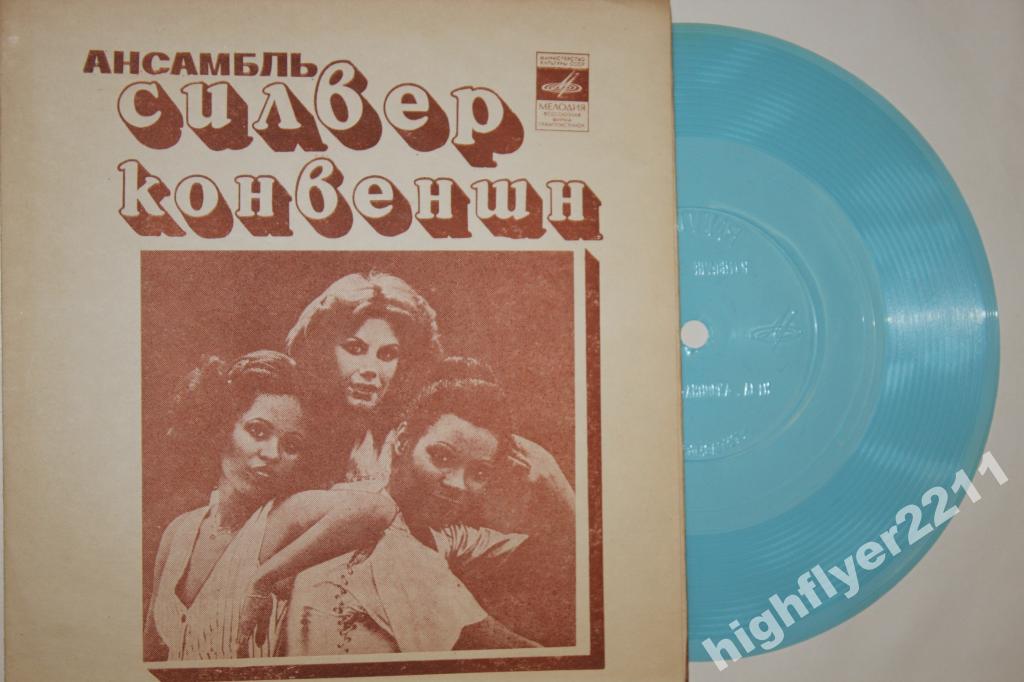 АНСАМБЛЬ
СИЛВЕР
КОНВЕНШН
МИНИСТЕРСТВО
КУЛЬТУРЫ СССР
МЕЛОДИЯ
ВСЕСОЮЗНАЯ
ФИРМА
ГРАМПЛАСТИНОК
highflyer2211